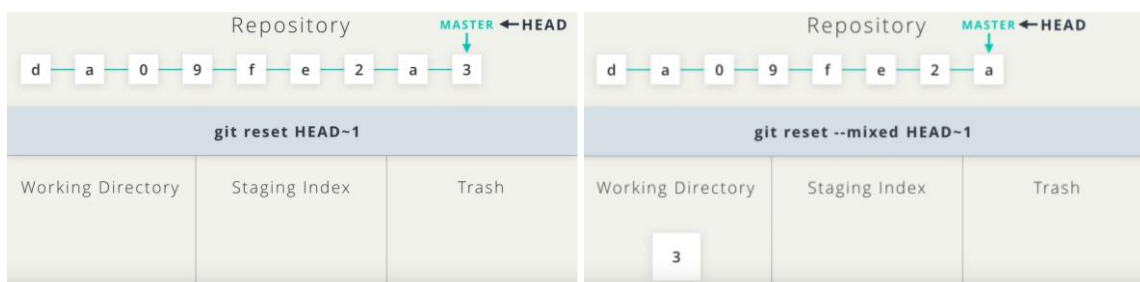 Repository
MASTER HEAD
d a 0 9 f e 2 a 3
git reset HEAD~1
Working Directory Staging Index Trash
Repository
MASTER HEAD
d a 0 9 f e 2 a
git reset --mixed HEAD~1
Working Directory Staging Index Trash
3